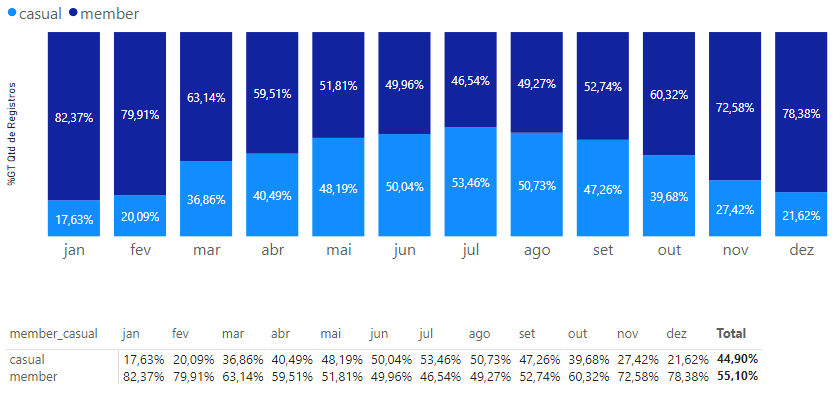 casual member
%GT Qtd de Registros
82,37% 79,91% 63,14% 59,51% 51,81% 49,96% 46,54% 49,27% 52,74% 60,32% 72,58% 78,38%
17,63% 20,09% 36,86% 40,49% 48,19% 50,04% 53,46% 50,73% 47,26% 39,68% 27,42% 21,62%
jan fev mar abr mai jun jul ago set out nov dez
member_casual jan fev mar abr mai jun jul ago set out nov dez Total
casual 17,63% 20,09% 36,86% 40,49% 48,19% 50,04% 53,46% 50,73% 47,26% 39,68% 27,42% 21,62% 44,90%
member 82,37% 79,91% 63,14% 59,51% 51,81% 49,96% 46,54% 49,27% 52,74% 60,32% 72,58% 78,38% 55,10%